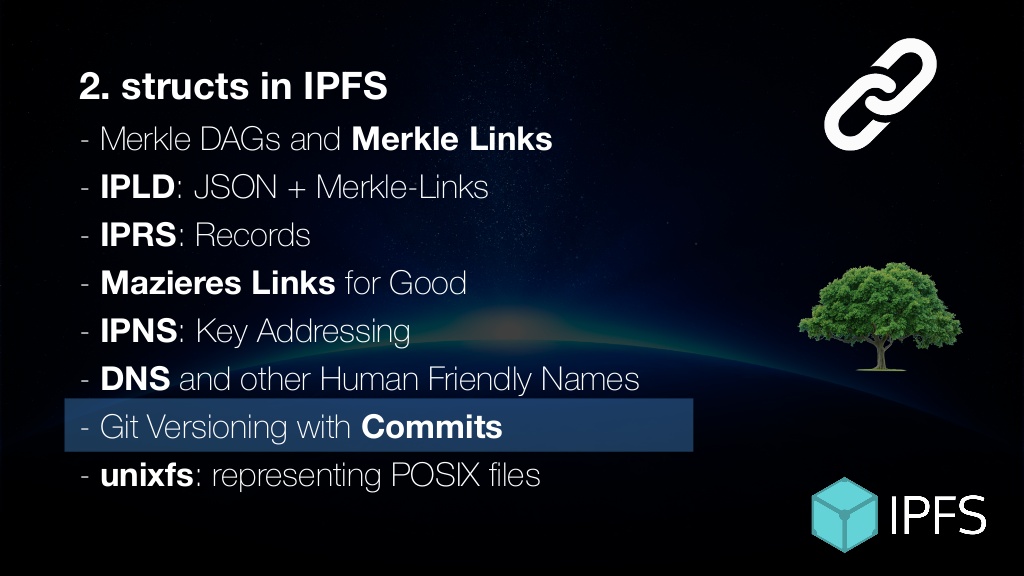 2. structs in IPFS
- Merkle DAGs and Merkle Links
- IPLD: JSON + Merkle-Links
- IPRS: Records
- Mazieres Links for Good
- IPNS: Key Addressing
- DNS and other Human Friendly Names
- Git Versioning with Commits
- unixfs: representing POSIX files
IPFS